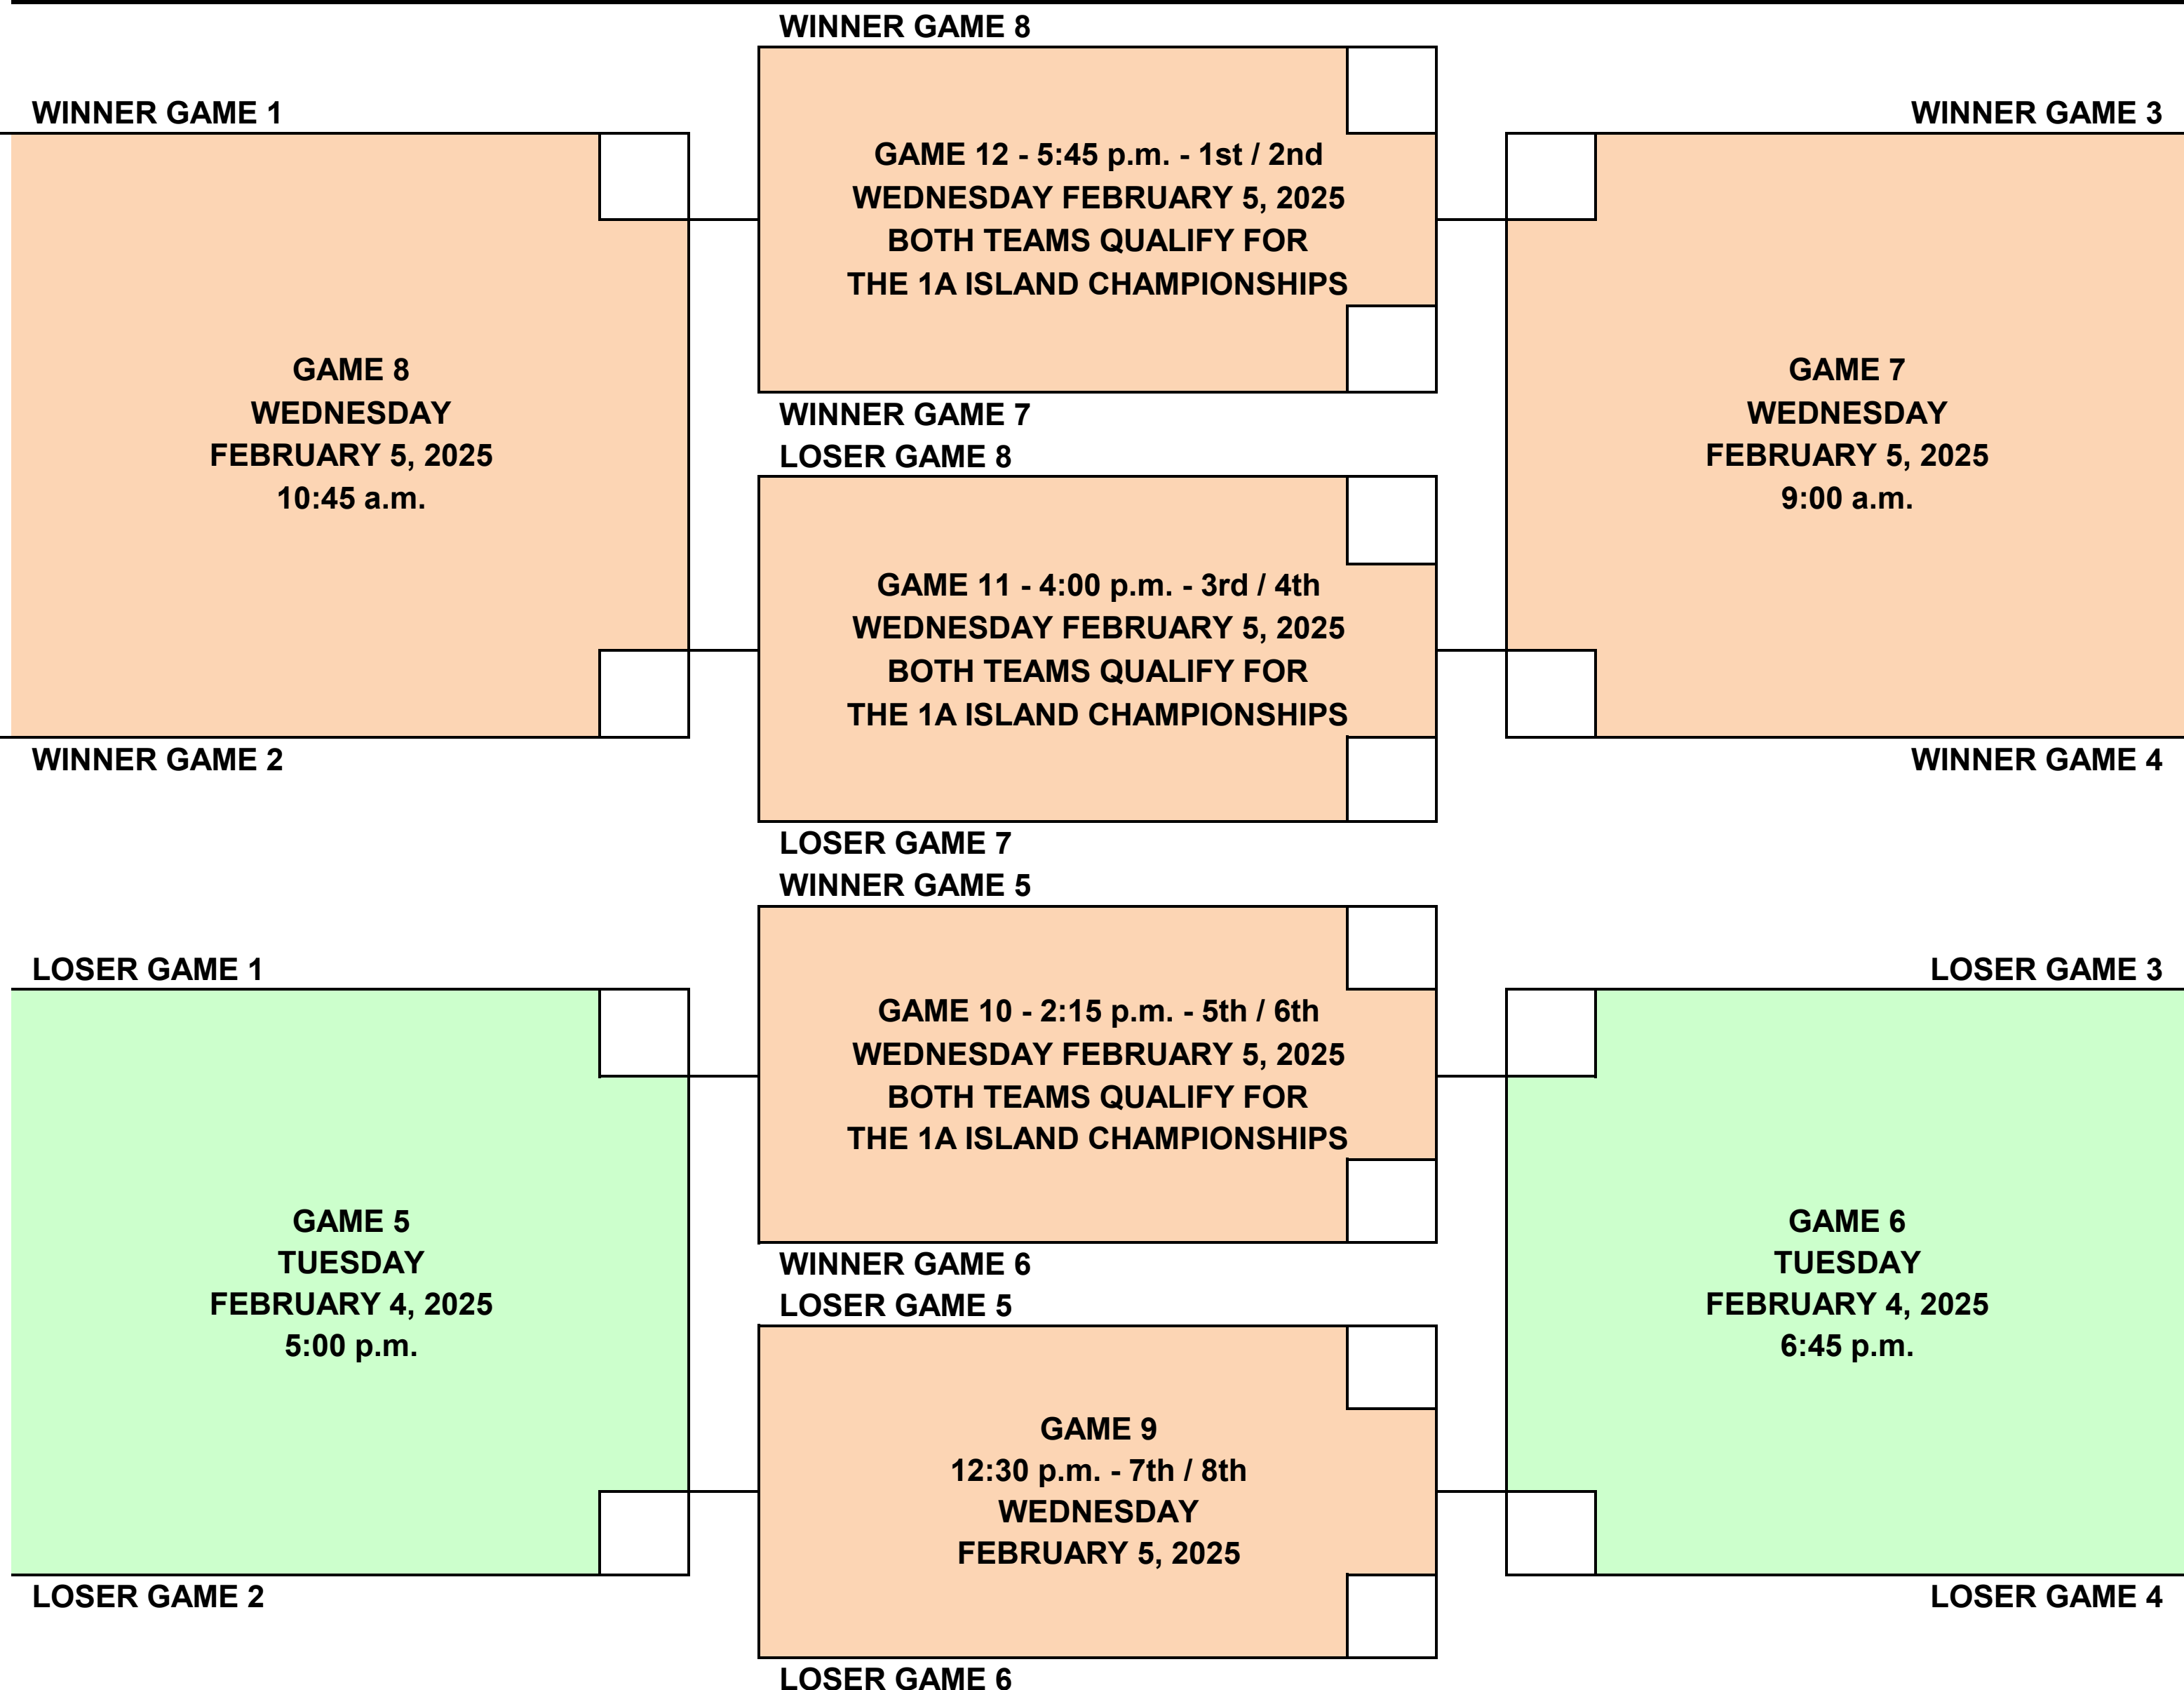 WINNER GAME 8
WINNER GAME 1
WINNER GAME 3
GAME 12 - 5:45 p.m. - 1st / 2nd
WEDNESDAY FEBRUARY 5, 2025
BOTH TEAMS QUALIFY FOR
THE 1A ISLAND CHAMPIONSHIPS
GAME 8
WEDNESDAY
FEBRUARY 5, 2025
10:45 a.m.
GAME 7
WEDNESDAY
FEBRUARY 5, 2025
9:00 a.m.
WINNER GAME 7
LOSER GAME 8
GAME 11 - 4:00 p.m. - 3rd / 4th
WEDNESDAY FEBRUARY 5, 2025
BOTH TEAMS QUALIFY FOR
THE 1A ISLAND CHAMPIONSHIPS
WINNER GAME 2
WINNER GAME 4
LOSER GAME 7
WINNER GAME 5
LOSER GAME 1
LOSER GAME 3
GAME 10 - 2:15 p.m. - 5th / 6th
WEDNESDAY FEBRUARY 5, 2025
BOTH TEAMS QUALIFY FOR
THE 1A ISLAND CHAMPIONSHIPS
GAME 5
TUESDAY
FEBRUARY 4, 2025
5:00 p.m.
GAME 6
TUESDAY
FEBRUARY 4, 2025
6:45 p.m.
WINNER GAME 6
LOSER GAME 5
GAME 9
12:30 p.m. - 7th / 8th
WEDNESDAY
FEBRUARY 5, 2025
LOSER GAME 2
LOSER GAME 4
LOSER GAME 6